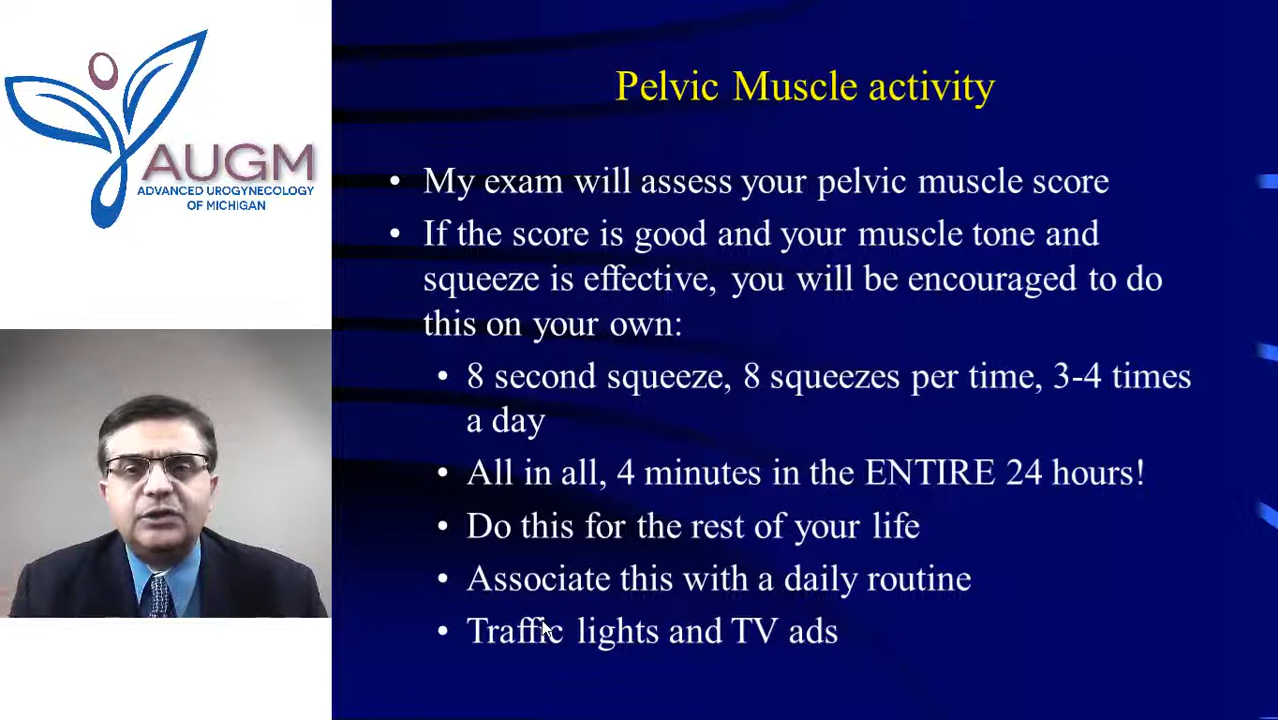 AUGM
ADVANCED UROGYNECOLOGY
OF MICHIGAN
Pelvic Muscle activity
• My exam will assess your pelvic muscle score
• If the score is good and your muscle tone and
squeeze is effective, you will be encouraged to do
this on your own:
• 8 second squeeze, 8 squeezes per time, 3-4 times
a day
• All in all, 4 minutes in the ENTIRE 24 hours!
• Do this for the rest of your life
• Associate this with a daily routine
• Traffic lights and TV ads